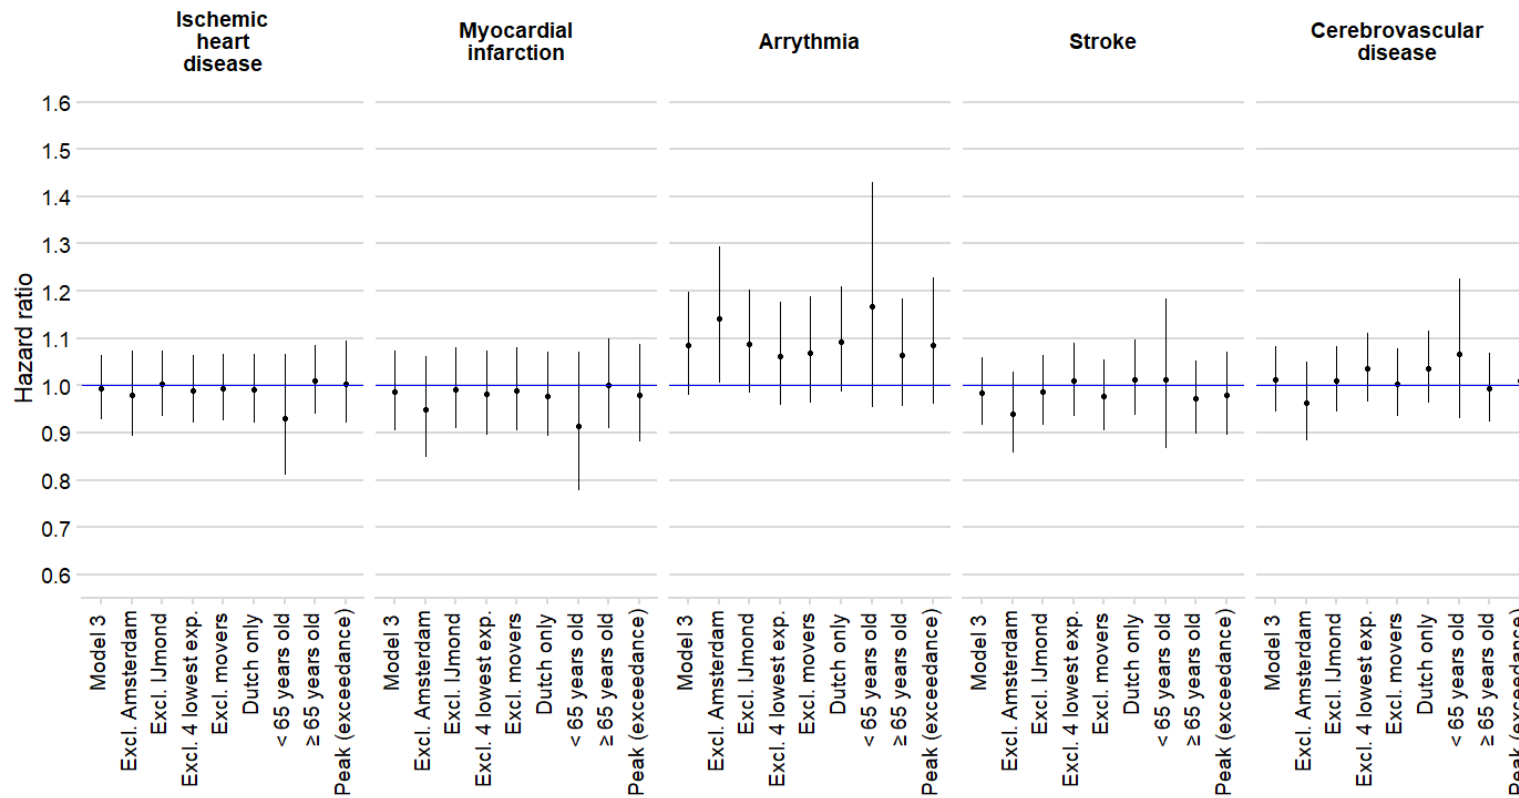 Ischemic
heart
disease
Myocardial
infarction
Arrythmia
Stroke
Cerebrovascular
disease
Hazard ratio
1.6
1.5
1.4
1.3
1.2
1.1
1.0
0.9
0.8
0.7
0.6
Model 3
Excl. Amsterdam
Excl. IJmond
Excl. 4 lowest exp.
Excl. movers
Dutch only
< 65 years old
≥ 65 years old
Peak (exceedance)
Model 3
Excl. Amsterdam
Excl. IJmond
Excl. 4 lowest exp.
Excl. movers
Dutch only
< 65 years old
≥ 65 years old
Peak (exceedance)
Model 3
Excl. Amsterdam
Excl. IJmond
Excl. 4 lowest exp.
Excl. movers
Dutch only
< 65 years old
≥ 65 years old
Peak (exceedance)
Model 3
Excl. Amsterdam
Excl. IJmond
Excl. 4 lowest exp.
Excl. movers
Dutch only
< 65 years old
≥ 65 years old
Peak (exceedance)
Model 3
Excl. Amsterdam
Excl. IJmond
Excl. 4 lowest exp.
Excl. movers
Dutch only
< 65 years old
≥ 65 years old
Peak (exceedance)